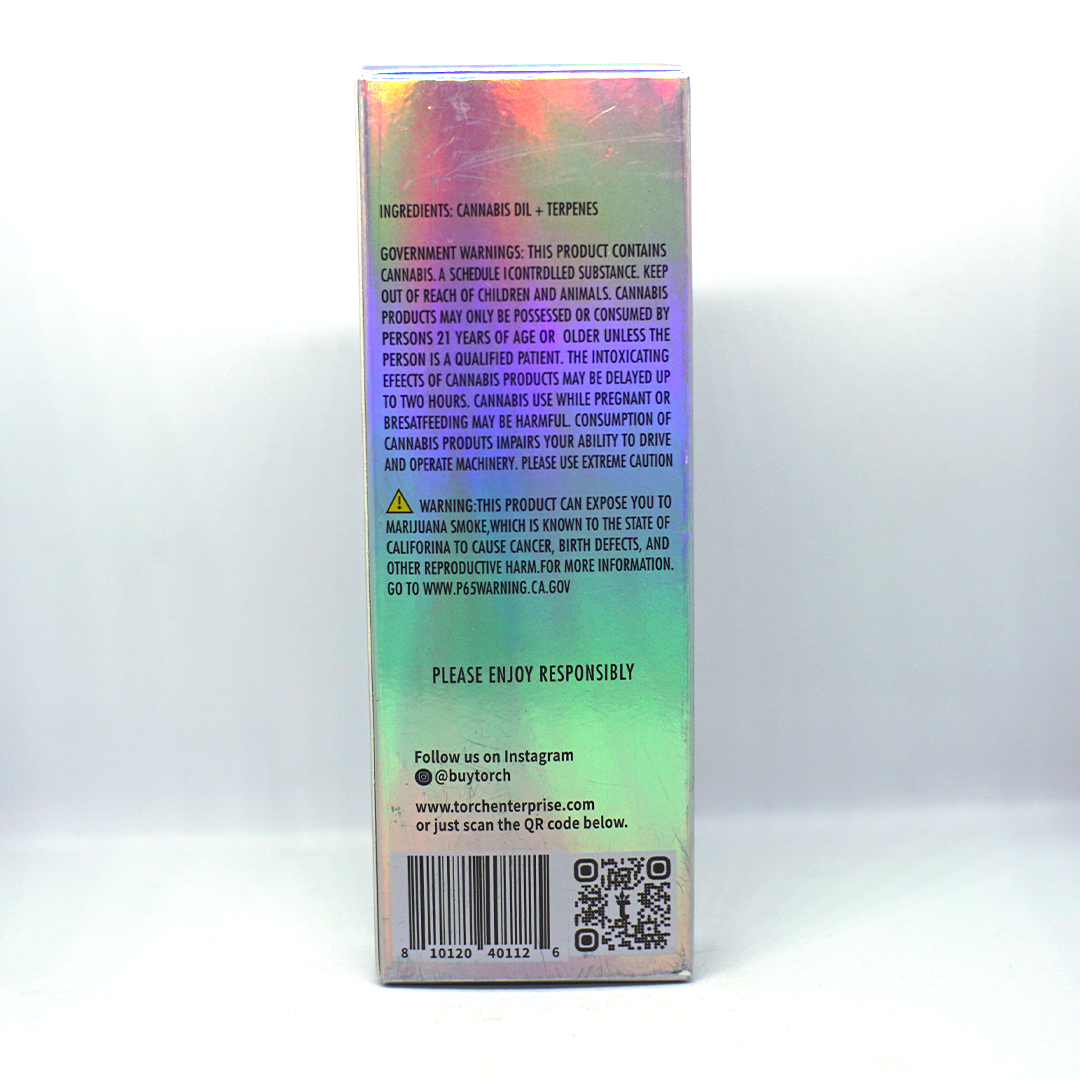 INGREDIENTS: CANNABIS DIL + TERPENES
GOVERNMENT WARNINGS: THIS PRODUCT CONTAINS
CANNABIS. A SCHEDULE I CONTRDLLED SUBSTANCE. KEEP
OUT OF REACH OF CHILDREN AND ANIMALS. CANNABIS
PRODUCTS MAY ONLY BE POSSESSED OR CONSUMED BY
PERSONS 21 YEARS OF AGE OR OLDER UNLESS THE
PERSON IS A QUALIFIED PATIENT. THE INTOXICATING
EFEECTS OF CANNABIS PRODUCTS MAY BE DELAYED UP
TO TWO HOURS. CANNABIS USE WHILE PREGNANT OR
BRESATFEEDING MAY BE HARMFUL. CONSUMPTION OF
CANNABIS PRODUTS IMPAIRS YOUR ABILITY TO DRIVE
AND OPERATE MACHINERY. PLEASE USE EXTREME CAUTION
WARNING:THIS PRODUCT CAN EXPOSE YOU TO
MARIJUANA SMOKE,WHICH IS KNOWN TO THE STATE OF
CALIFORINA TO CAUSE CANCER, BIRTH DEFECTS, AND
OTHER REPRODUCTIVE HARM.FOR MORE INFORMATION.
GO TO WWW.P65WARNING.CA.GOV
PLEASE ENJOY RESPONSIBLY
Follow us on Instagram
@buytorch
www.torchenterprise.com
or just scan the QR code below.
8 10120 40112 6